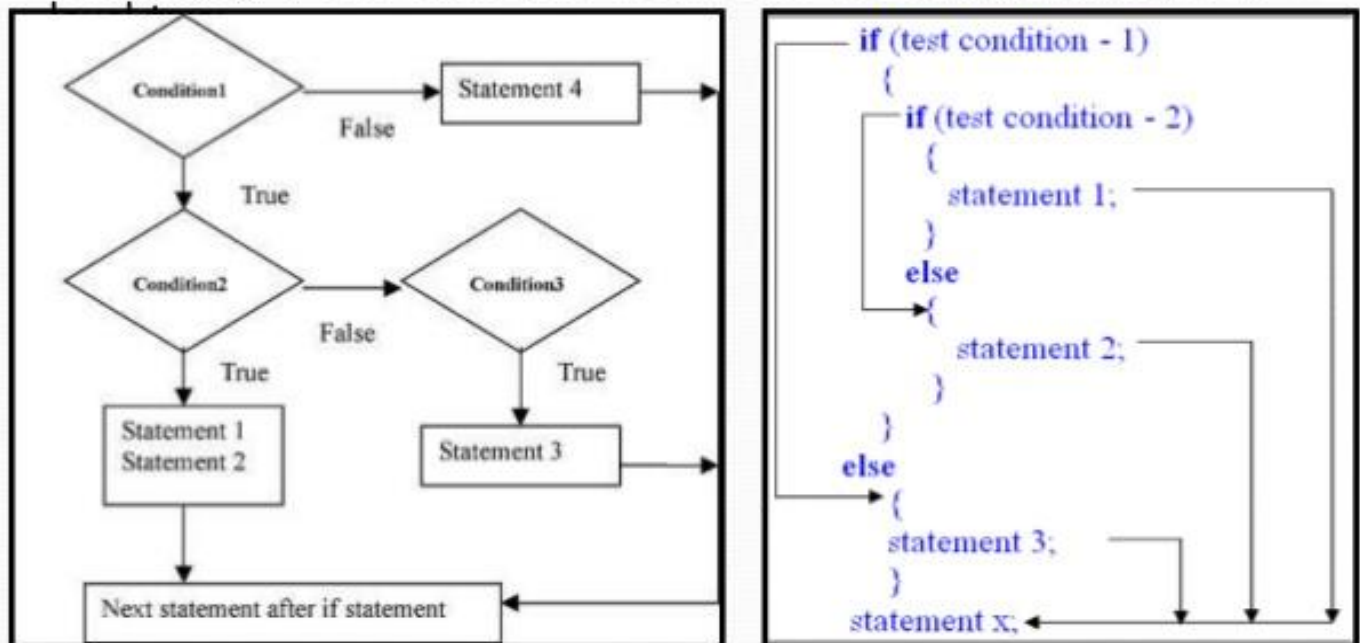 Condition1
Statement 4
False
True
Condition2
Condition3
False
True
True
Statement 1
Statement 2
Statement 3
Next statement after if statement
if (test condition - 1)
{
if (test condition - 2)
{
statement 1;
}
else
{
statement 2;
}
}
else
{
statement 3;
}
statement x;